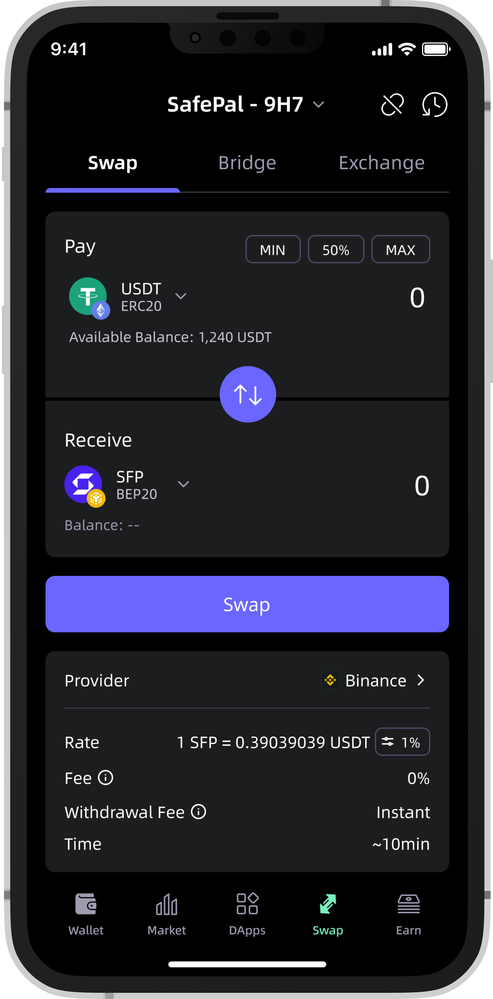 9:41
SafePal - 9H7
Swap Bridge Exchange
Pay MIN 50% MAX
USDT
ERC20
0
Available Balance: 1,240 USDT
Receive
SFP
BEP20
0
Balance: --
Swap
Provider Binance
Rate 1 SFP = 0.39039039 USDT 1%
Fee 0%
Withdrawal Fee Instant
Time ~10min
Wallet Market DApps Swap Earn